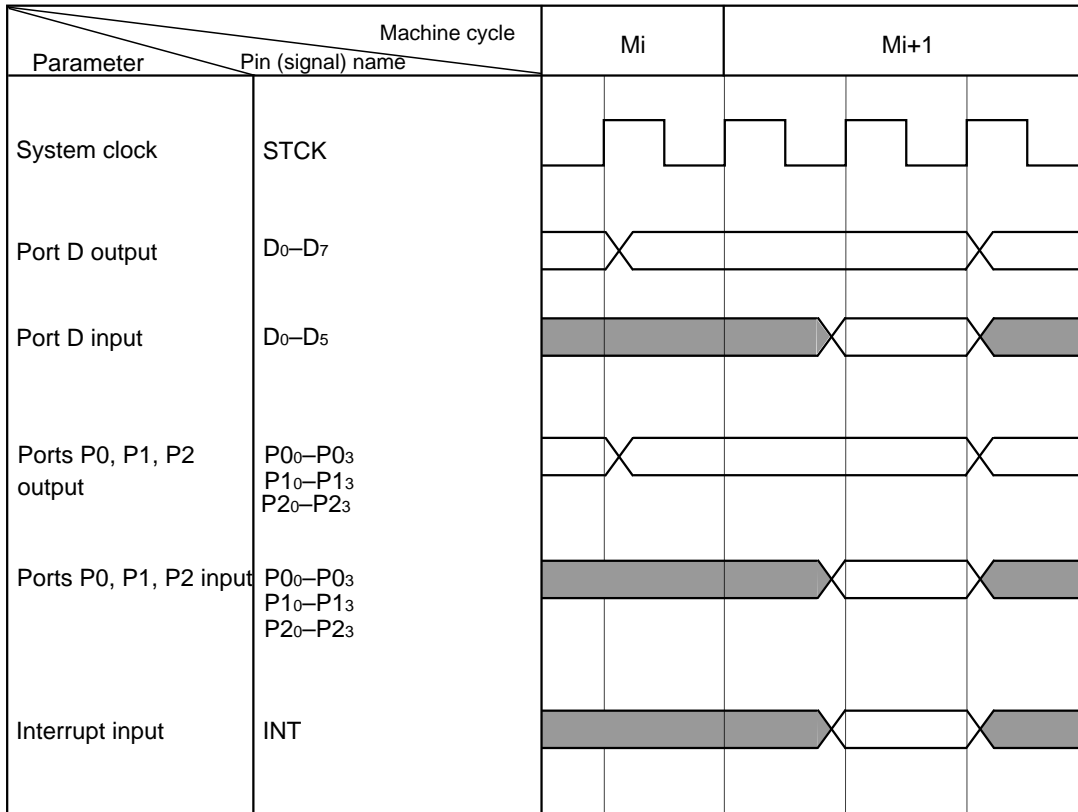 Machine cycle
Parameter
Pin (signal) name
Mi
Mi+1
System clock
STCK
Port D output
D0–D7
Port D input
D0–D5
Ports P0, P1, P2
output
P00–P03
P10–P13
P20–P23
Ports P0, P1, P2 input
P00–P03
P10–P13
P20–P23
Interrupt input
INT